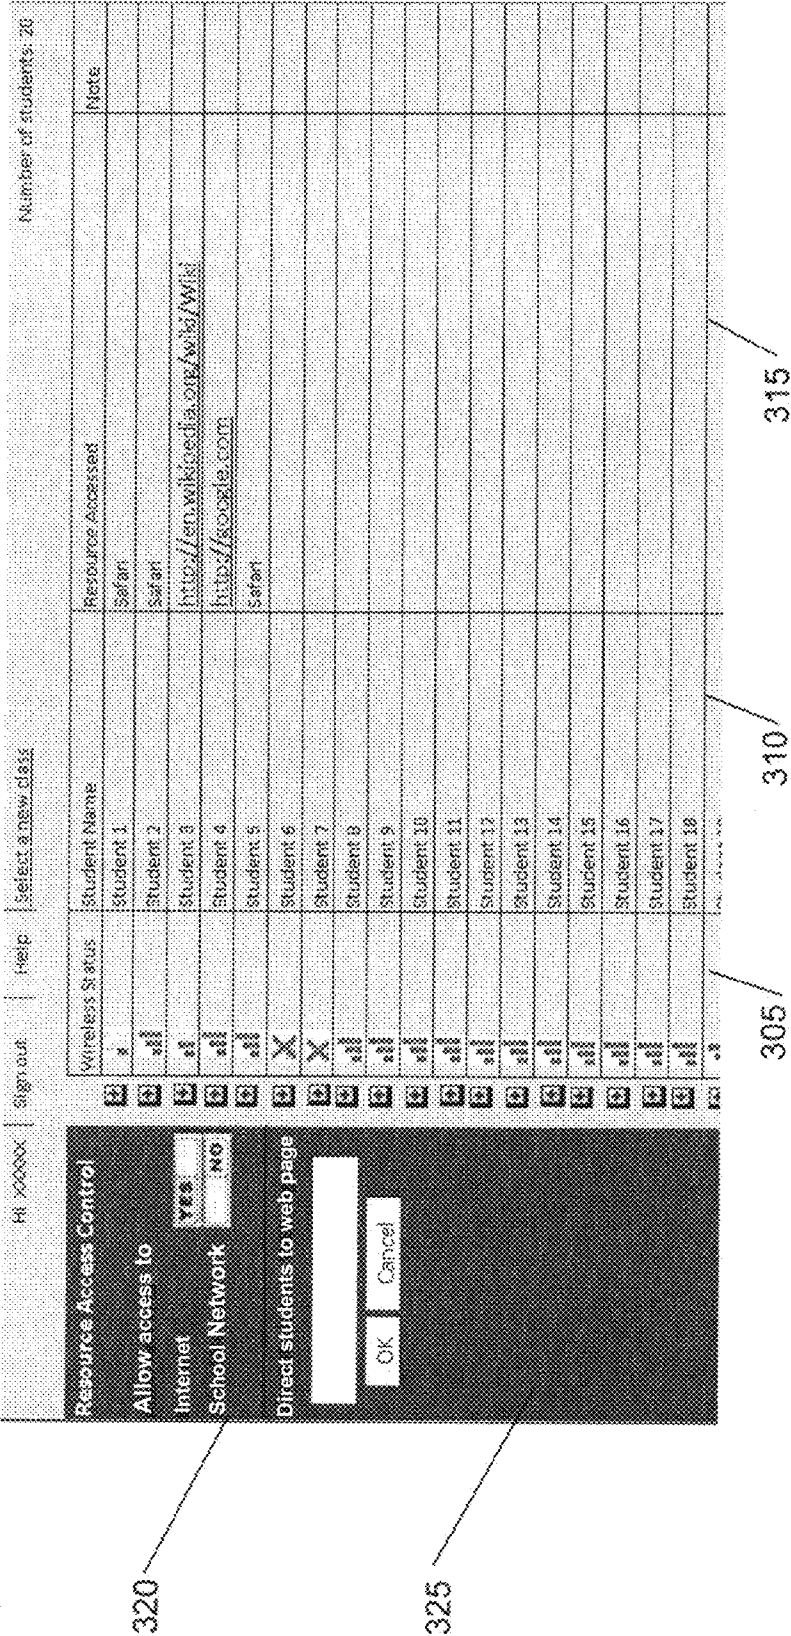 Hi xxxxx | Sign out | Help | Select a new class Number of students: 20
Resource Access Control
Allow access to
Internet YES
School Network NO
Direct students to web page
OK Cancel
Wireless Status Student Name Resource Accessed Note
Student 1 Safari
Student 2 Safari
Student 3 http://en.wikipedia.org/wiki/Wiki
Student 4 http://google.com
Student 5 Safari
Student 6
Student 7
Student 8
Student 9
Student 10
Student 11
Student 12
Student 13
Student 14
Student 15
Student 16
Student 17
Student 18
320
325
305
310
315